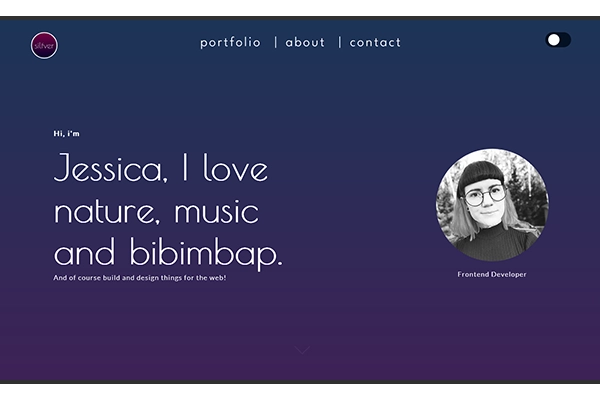 silfver
portfolio | about | contact
Hi, i'm
Jessica, I love
nature, music
and bibimbap.
And of course build and design things for the web!
Frontend Developer